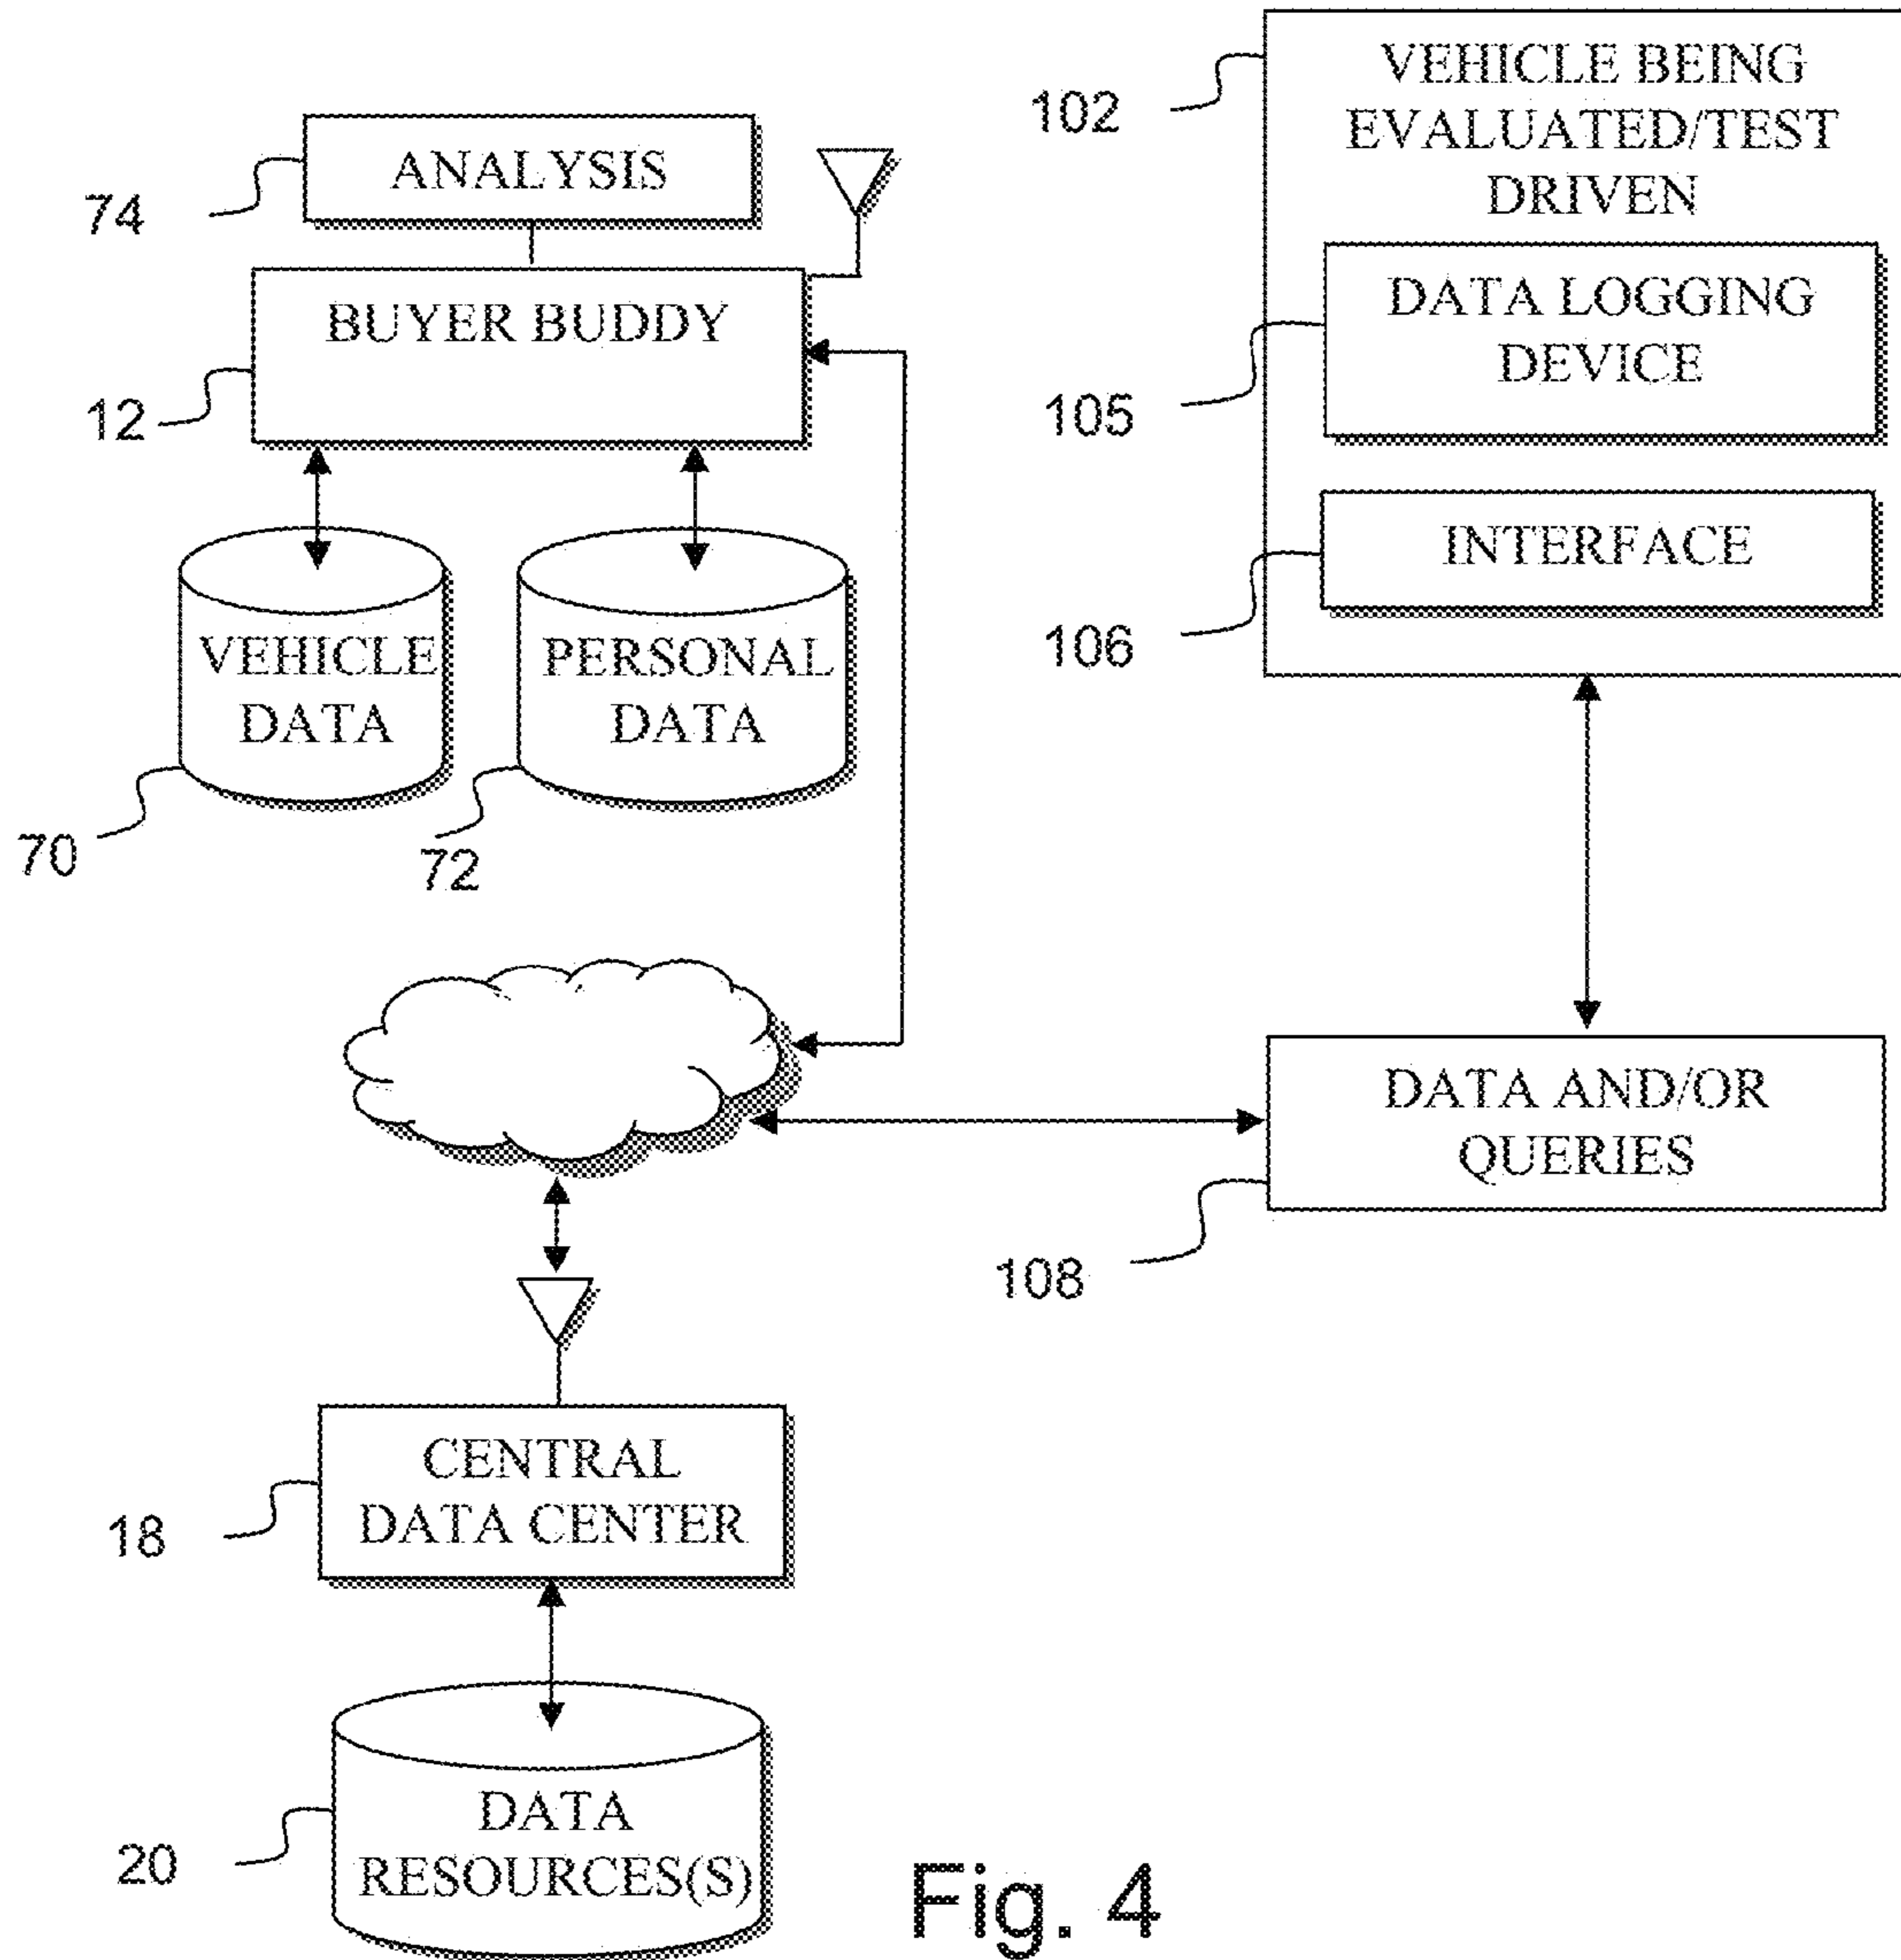 ANALYSIS
74
BUYER BUDDY
12
VEHICLE
DATA
70
PERSONAL
DATA
72
VEHICLE BEING
EVALUATED/TEST
DRIVEN
102
DATA LOGGING
DEVICE
105
INTERFACE
106
DATA AND/OR
QUERIES
108
CENTRAL
DATA CENTER
18
DATA
RESOURCES(S)
20
Fig. 4